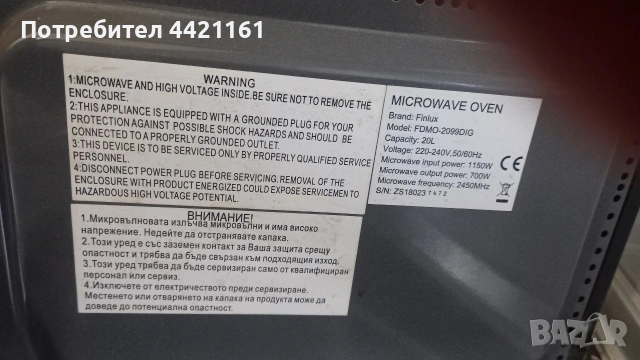 Потребител 4421161
WARNING
1:MICROWAVE AND HIGH VOLTAGE INSIDE.BE SURE NOT TO REMOVE THE
ENCLOSURE.
2:THIS APPLIANCE IS EQUIPPED WITH A GROUNDED PLUG FOR YOUR
PROTECTION AGAINST POSSIBLE SHOCK HAZARDS AND SHOULD BE
CONNECTED TO A PROPERLY GROUNDED OUTLET.
3:THIS DEVICE IS TO BE SERVICED ONLY BY PROPERLY QUALIFIED SERVICE
PERSONNEL.
4:DISCONNECT POWER PLUG BEFORE SERVICING. REMOVAL OF THE
ENCLOSURE WITH PRODUCT ENERGIZED COULD EXPOSE SERVICEMEN TO
HAZARDOUS HIGH VOLTAGE POTENTIAL.
MICROWAVE OVEN
Brand: Finlux
Model: FDMO-2099DIG
Capacity: 20L
Voltage: 220-240V,50/60Hz
Microwave input power: 1150W
Microwave output power: 700W
Microwave frequency: 2450MHz
S/N: ZS18023 1472
CE
ВНИМАНИЕ!
1.Микровълновата излъчва микровълни и има високо
напрежение. Недейте да отстранявате капака.
2.Този уред е със заземен контакт за Ваша защита срещу
опастност и трябва да бъде свързан към подходящия изход.
3.Този уред трябва да бъде сервизиран само от квалифициран
персонал или сервиз.
4.Изключете от електричеството преди сервизиране.
Местенето или отварянето на капака на продукта може да
доведе до потенциална опастност.
BAZAR.BG